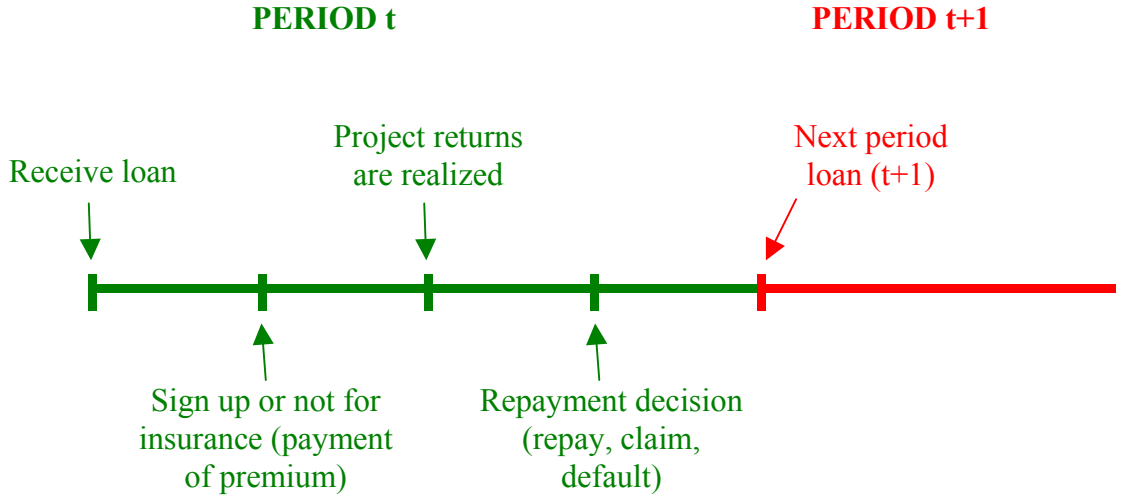 PERIOD t
PERIOD t+1
Receive loan
Project returns
are realized
Next period
loan (t+1)
Sign up or not for
insurance (payment
of premium)
Repayment decision
(repay, claim,
default)